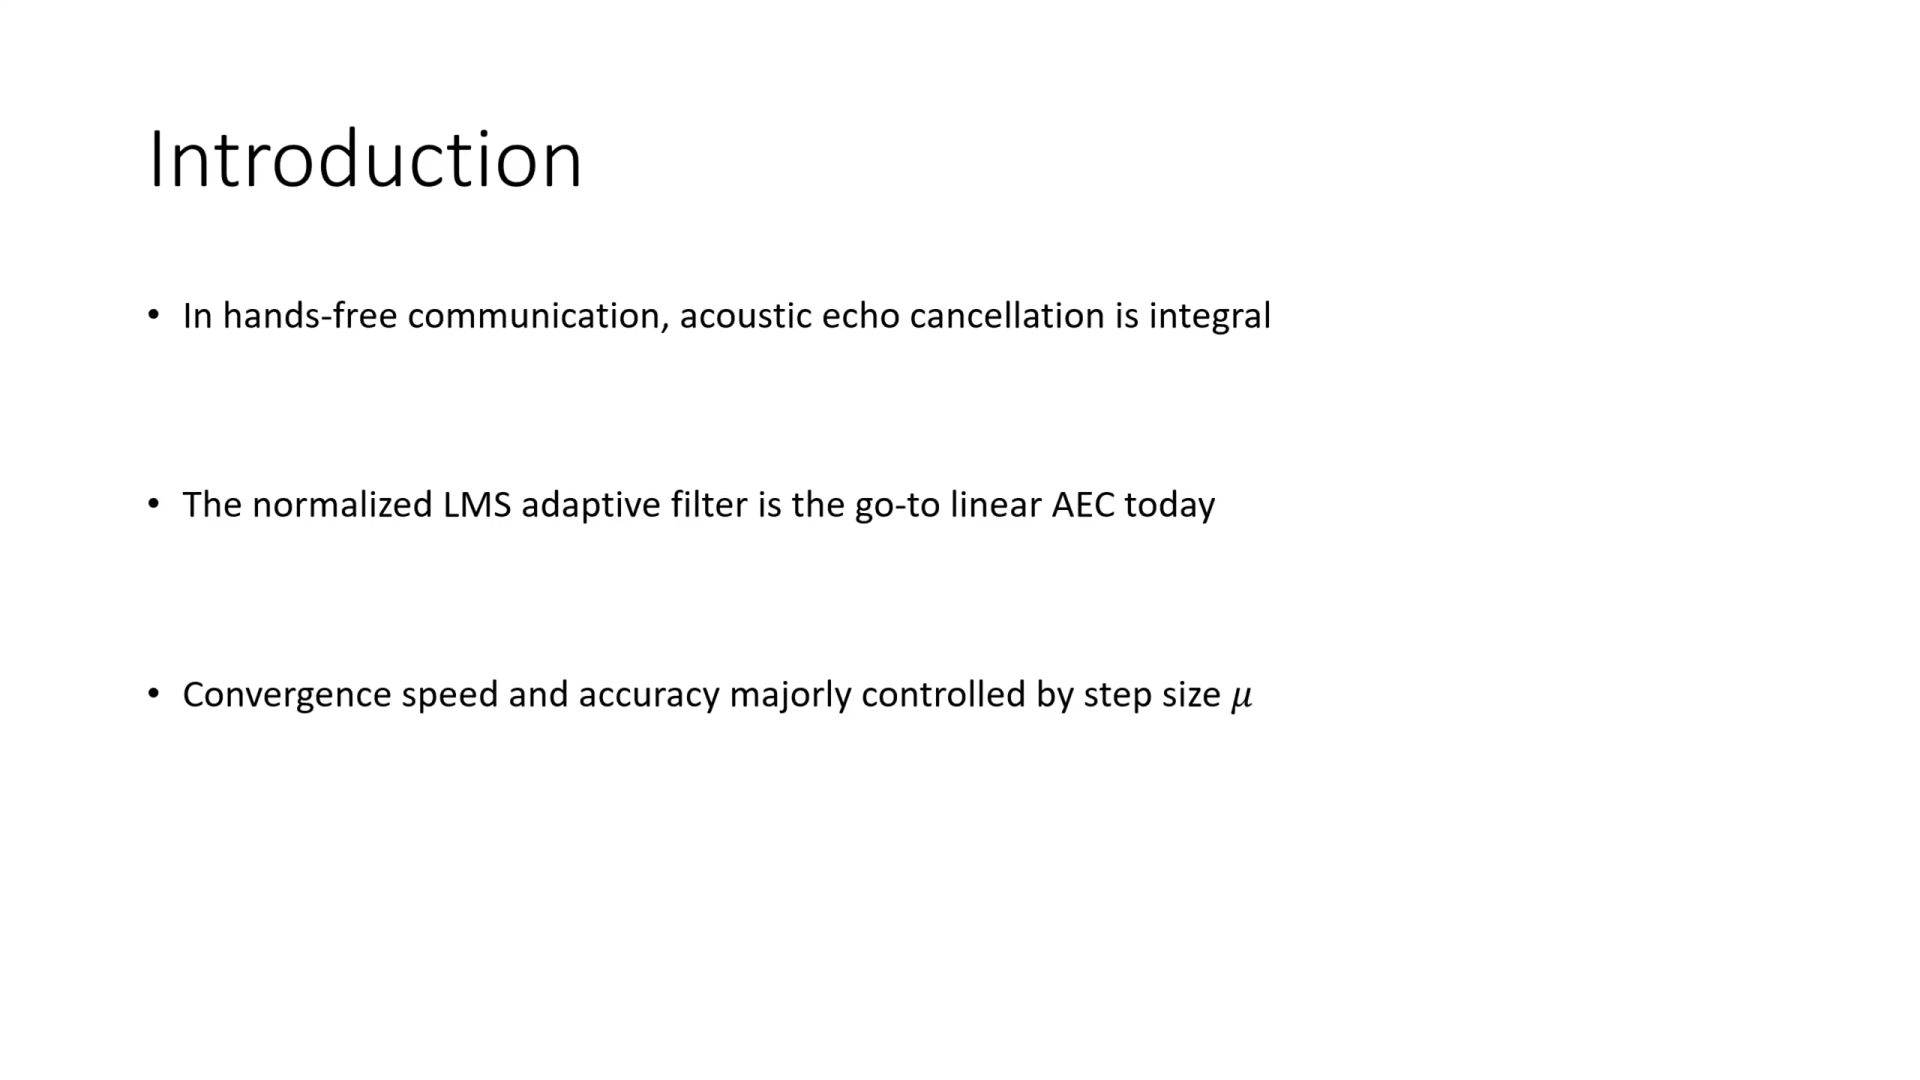 Introduction
• In hands-free communication, acoustic echo cancellation is integral
• The normalized LMS adaptive filter is the go-to linear AEC today
• Convergence speed and accuracy majorly controlled by step size 𝜇